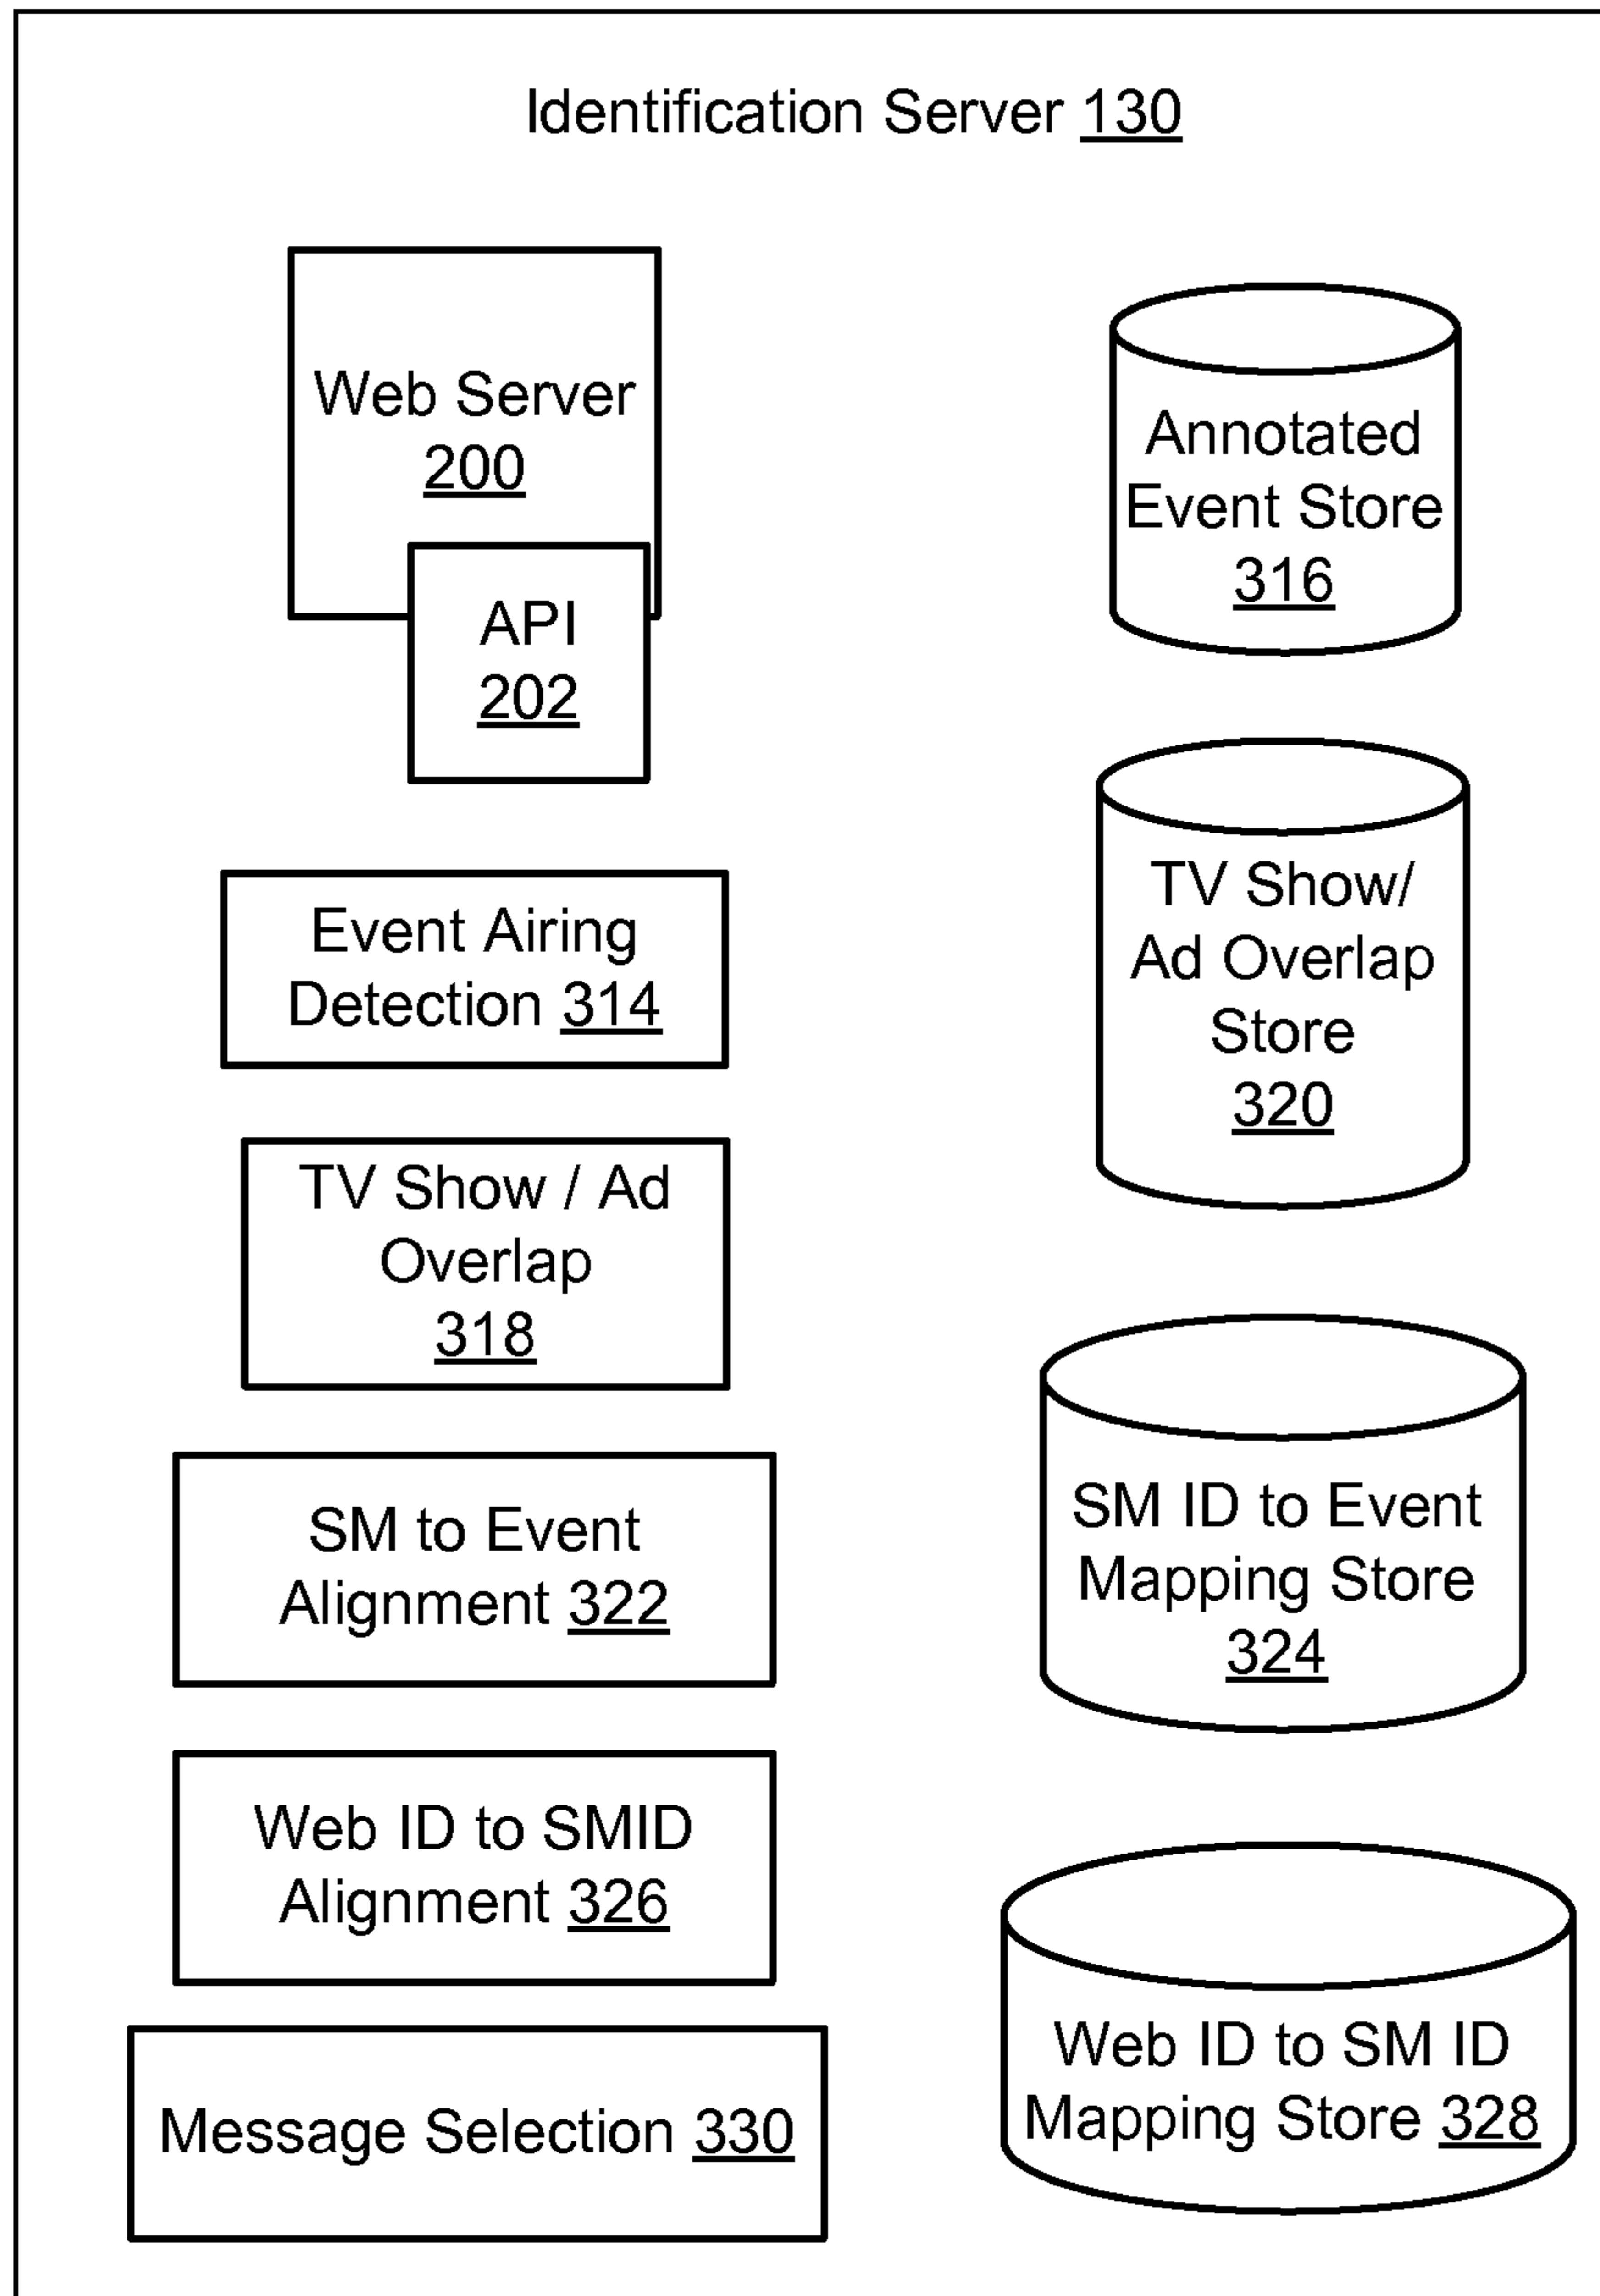 Identification Server 130
Web Server
200
API
202
Event Airing
Detection 314
TV Show / Ad
Overlap
318
SM to Event
Alignment 322
Web ID to SMID
Alignment 326
Message Selection 330
Annotated
Event Store
316
TV Show/
Ad Overlap
Store
320
SM ID to Event
Mapping Store
324
Web ID to SM ID
Mapping Store 328